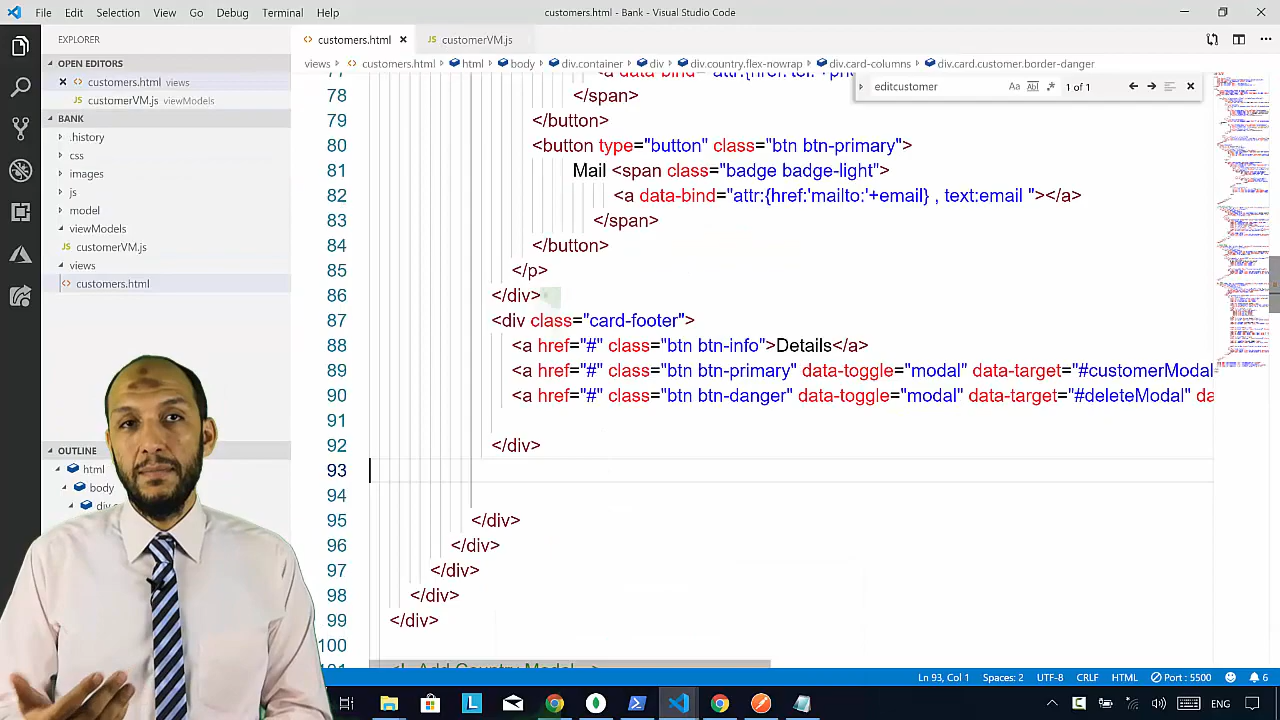 File Edit Selection View Go Debug Terminal Help
customers.html - Bank - Visual Studio Code
EXPLORER
customers.html
customerVM.js
OPEN EDITORS
views > customers.html > html > body > div.container > div > div.country.flex-nowrap > div.card-columns > div.card.customer.border-danger
customers.html views
customerVM.js viewModels
BANK
.history
css
images
js
model
viewModels
customerVM.js
views
customers.html
OUTLINE
html
body
editcustomer
Aa Abl 1 of 1
78 </span>
79 </button>
80 <button type="button" class="btn btn-primary">
81 Mail <span class="badge badge-light">
82 <a data-bind="attr:{href:'mailto:'+email} , text:email "></a>
83 </span>
84 </button>
85 </p>
86 </div>
87 <div class="card-footer">
88 <a href="#" class="btn btn-info">Details</a>
89 <a href="#" class="btn btn-primary" data-toggle="modal" data-target="#customerModal
90 <a href="#" class="btn btn-danger" data-toggle="modal" data-target="#deleteModal" da
91
92 </div>
93
94
95 </div>
96 </div>
97 </div>
98 </div>
99 </div>
100
Ln 93, Col 1 Spaces: 2 UTF-8 CRLF HTML Port : 5500 6
L ENG